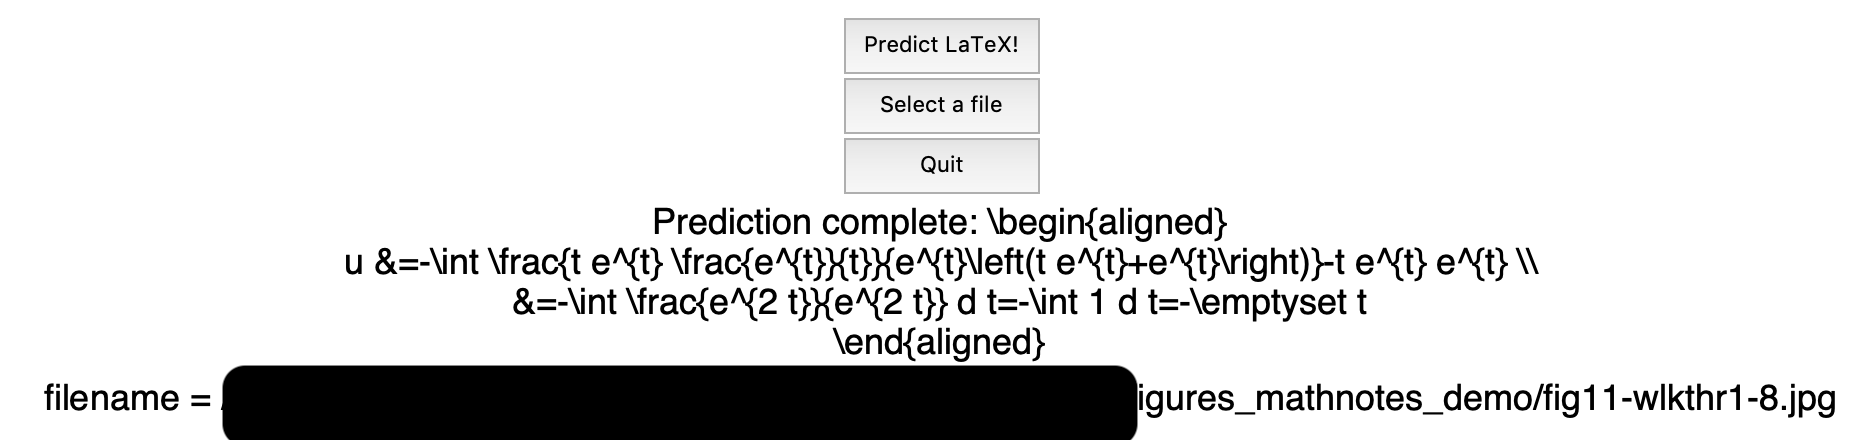 Predict LaTeX!
Select a file
Quit
Prediction complete: \begin{aligned}
u &=-\int \frac{t e^{t} \frac{e^{t}}{t}}{e^{t}\left(t e^{t}+e^{t}\right)}-t e^{t} e^{t} \\
&=-\int \frac{e^{2 t}}{e^{2 t}} d t=-\int 1 d t=-\emptyset t
\end{aligned}
filename = igures_mathnotes_demo/fig11-wlkthr1-8.jpg